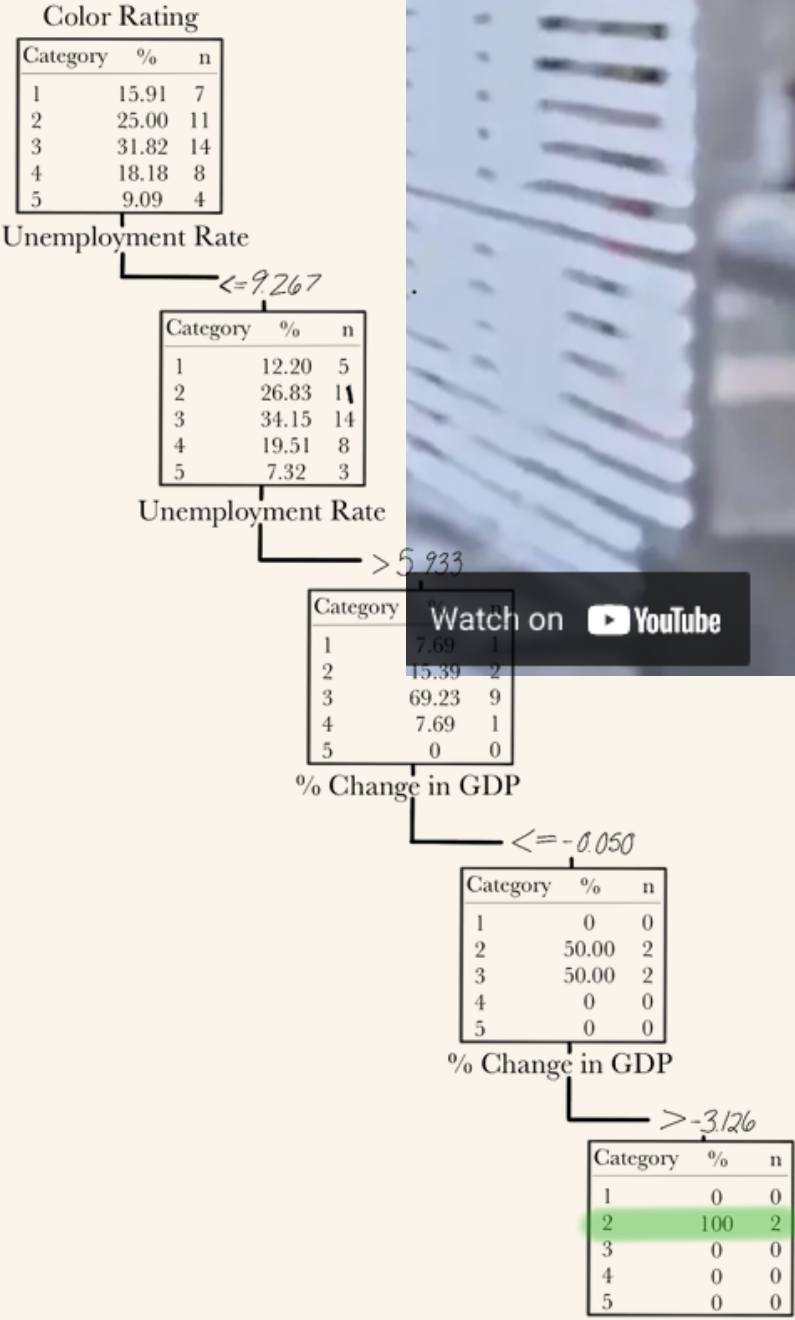 Color Rating
Category % n
1 15.91 7
2 25.00 11
3 31.82 14
4 18.18 8
5 9.09 4
Unemployment Rate
<=9.267
Category % n
1 12.20 5
2 26.83 11
3 34.15 14
4 19.51 8
5 7.32 3
Unemployment Rate
>5.933
Category % n
Watch on YouTube
1 7.69 1
2 15.39 2
3 69.23 9
4 7.69 1
5 0 0
% Change in GDP
<=-0.050
Category % n
1 0 0
2 50.00 2
3 50.00 2
4 0 0
5 0 0
% Change in GDP
>-3.126
Category % n
1 0 0
2 100 2
3 0 0
4 0 0
5 0 0